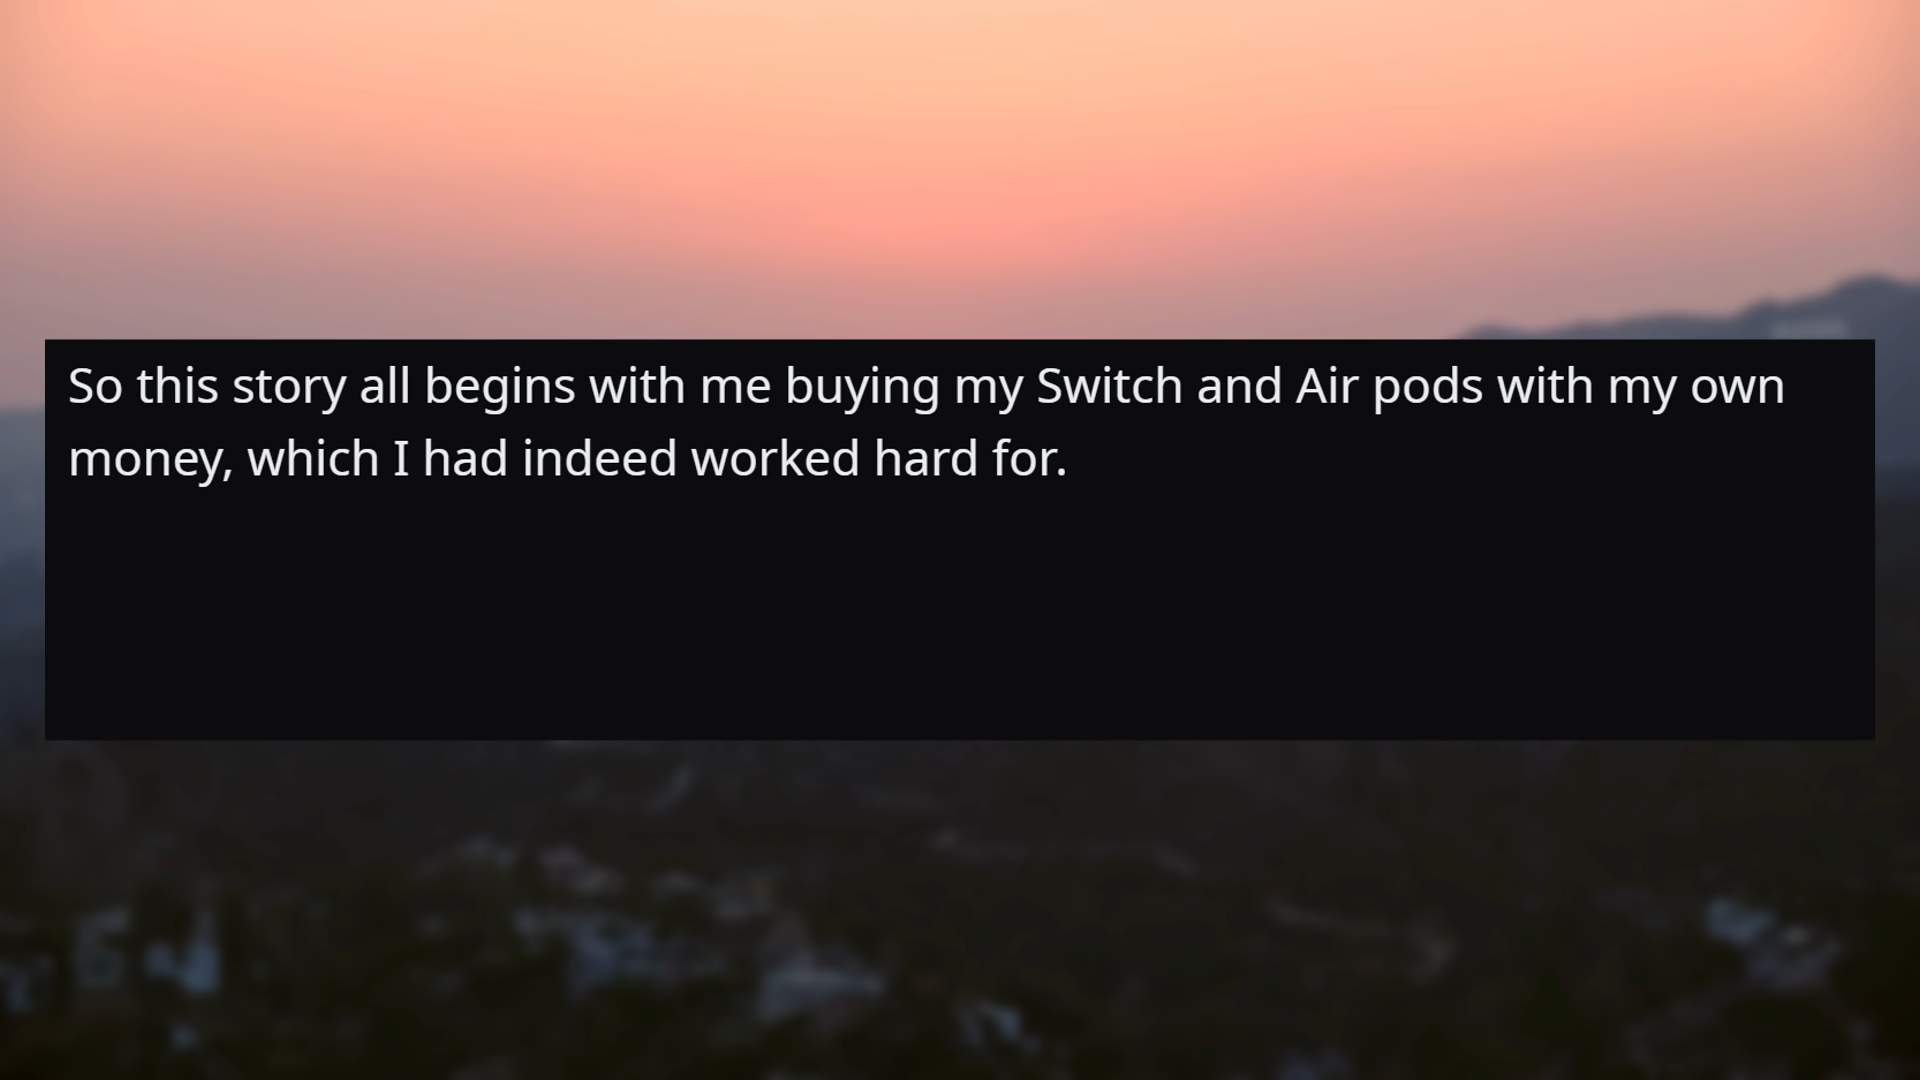 So this story all begins with me buying my Switch and Air pods with my own
money, which I had indeed worked hard for.